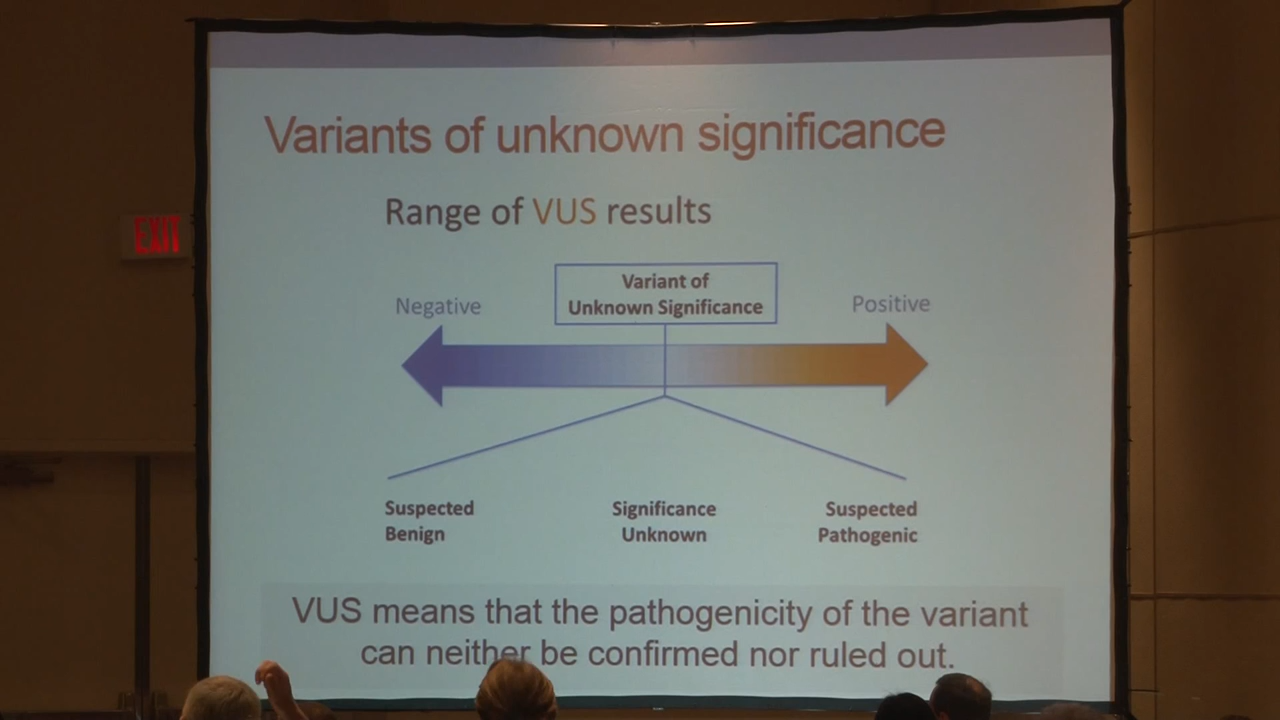 Variants of unknown significance
Range of VUS results
EXIT
Variant of
Unknown Significance
Negative
Positive
Suspected
Benign
Significance
Unknown
Suspected
Pathogenic
VUS means that the pathogenicity of the variant
can neither be confirmed nor ruled out.